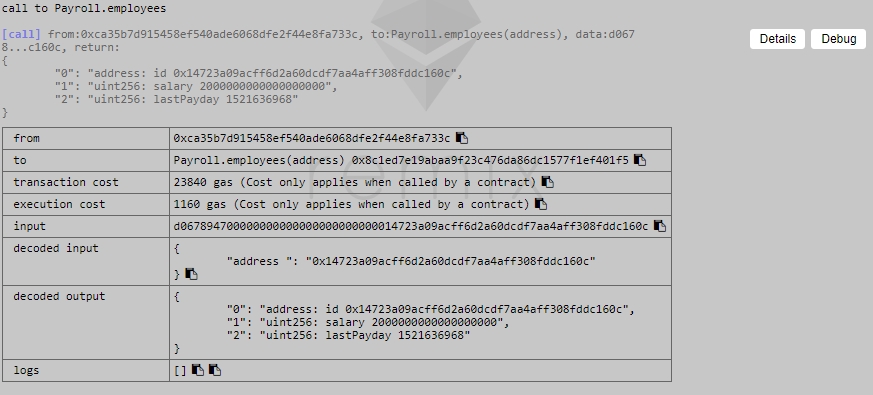 call to Payroll.employees
[call] from:0xca35b7d915458ef540ade6068dfe2f44e8fa733c, to:Payroll.employees(address), data:d067
8...c160c, return:
{
"0": "address: id 0x14723a09acff6d2a60dcdf7aa4aff308fddc160c",
"1": "uint256: salary 2000000000000000000",
"2": "uint256: lastPayday 1521636968"
}
Details
Debug
from 0xca35b7d915458ef540ade6068dfe2f44e8fa733c
to Payroll.employees(address) 0x8c1ed7e19abaa9f23c476da86dc1577f1ef401f5
transaction cost 23840 gas (Cost only applies when called by a contract)
execution cost 1160 gas (Cost only applies when called by a contract)
input d067894700000000000000000000000014723a09acff6d2a60dcdf7aa4aff308fddc160c
decoded input {
"address ": "0x14723a09acff6d2a60dcdf7aa4aff308fddc160c"
}
decoded output {
"0": "address: id 0x14723a09acff6d2a60dcdf7aa4aff308fddc160c",
"1": "uint256: salary 2000000000000000000",
"2": "uint256: lastPayday 1521636968"
}
logs []
remix